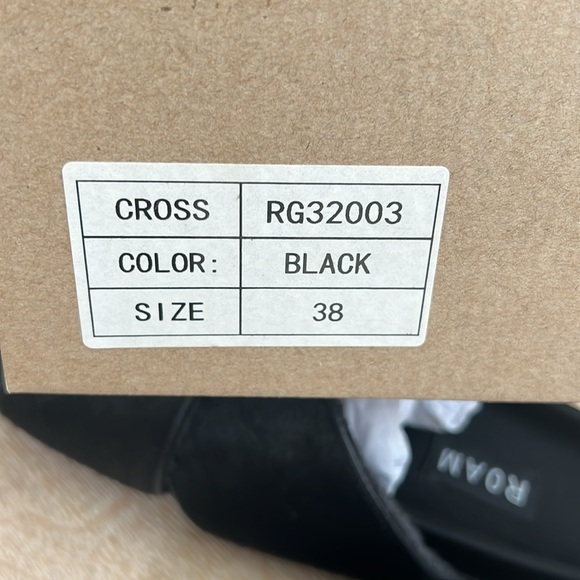 CROSS RG32003
COLOR: BLACK
SIZE 38
ROAM